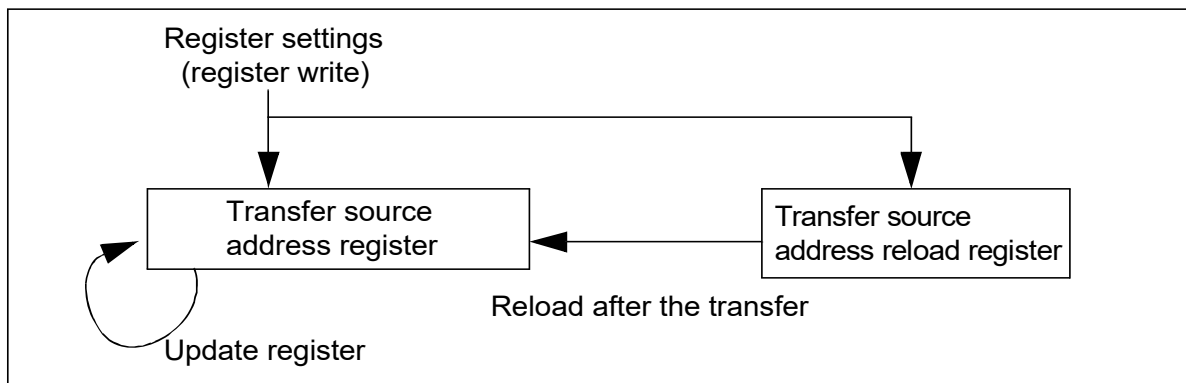 Register settings
(register write)
Transfer source
address register
Transfer source
address reload register
Reload after the transfer
Update register